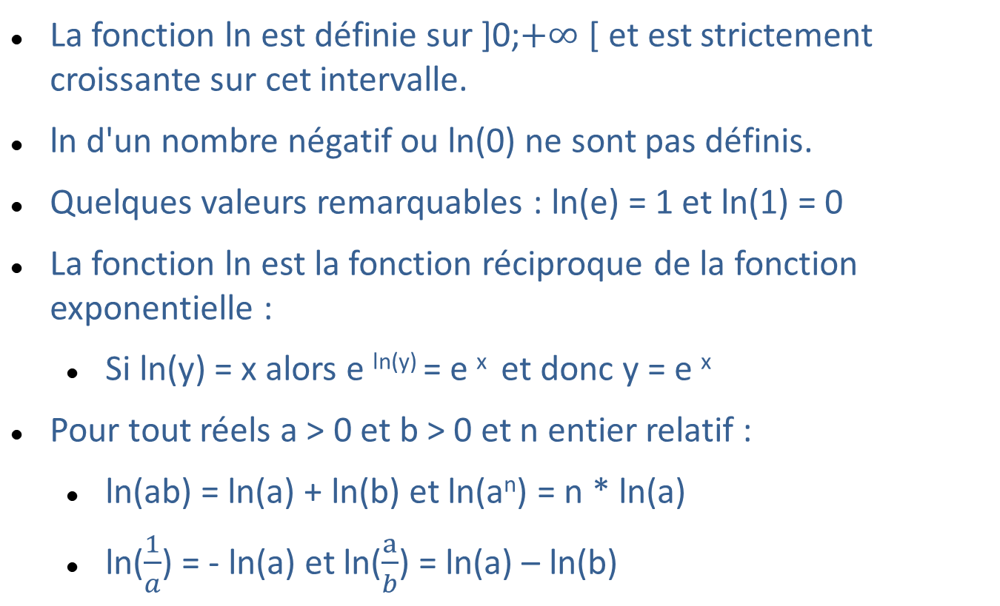 • La fonction ln est définie sur ]0;+∞ [ et est strictement
croissante sur cet intervalle.
• ln d'un nombre négatif ou ln(0) ne sont pas définis.
• Quelques valeurs remarquables : ln(e) = 1 et ln(1) = 0
• La fonction ln est la fonction réciproque de la fonction
exponentielle :
• Si ln(y) = x alors e ^ln(y) = e ^x et donc y = e ^x
• Pour tout réels a > 0 et b > 0 et n entier relatif :
• ln(ab) = ln(a) + ln(b) et ln(aⁿ) = n * ln(a)
• ln(1/a) = - ln(a) et ln(a/b) = ln(a) – ln(b)